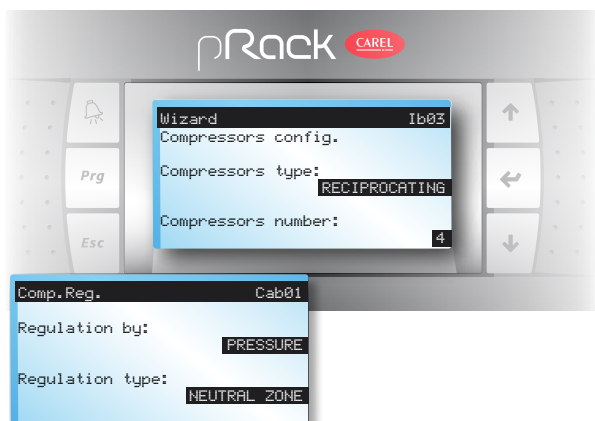 pRack CAREL
Wizard Ib03
Compressors config.
Compressors type:
RECIPROCATING
Compressors number:
4
Prg
Esc
Comp.Reg. Cab01
Regulation by:
PRESSURE
Regulation type:
NEUTRAL ZONE